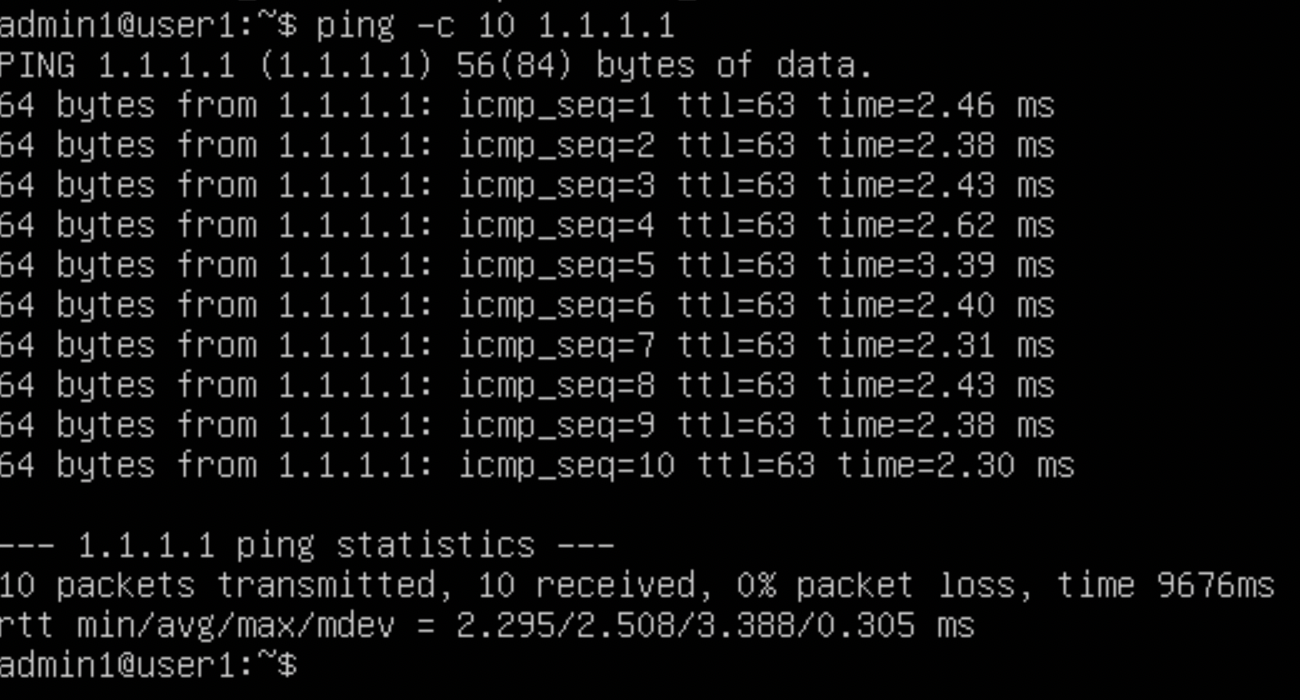 admin1@user1:~$ ping -c 10 1.1.1.1
PING 1.1.1.1 (1.1.1.1) 56(84) bytes of data.
64 bytes from 1.1.1.1: icmp_seq=1 ttl=63 time=2.46 ms
64 bytes from 1.1.1.1: icmp_seq=2 ttl=63 time=2.38 ms
64 bytes from 1.1.1.1: icmp_seq=3 ttl=63 time=2.43 ms
64 bytes from 1.1.1.1: icmp_seq=4 ttl=63 time=2.62 ms
64 bytes from 1.1.1.1: icmp_seq=5 ttl=63 time=3.39 ms
64 bytes from 1.1.1.1: icmp_seq=6 ttl=63 time=2.40 ms
64 bytes from 1.1.1.1: icmp_seq=7 ttl=63 time=2.31 ms
64 bytes from 1.1.1.1: icmp_seq=8 ttl=63 time=2.43 ms
64 bytes from 1.1.1.1: icmp_seq=9 ttl=63 time=2.38 ms
64 bytes from 1.1.1.1: icmp_seq=10 ttl=63 time=2.30 ms
--- 1.1.1.1 ping statistics ---
10 packets transmitted, 10 received, 0% packet loss, time 9676ms
rtt min/avg/max/mdev = 2.295/2.508/3.388/0.305 ms
admin1@user1:~$